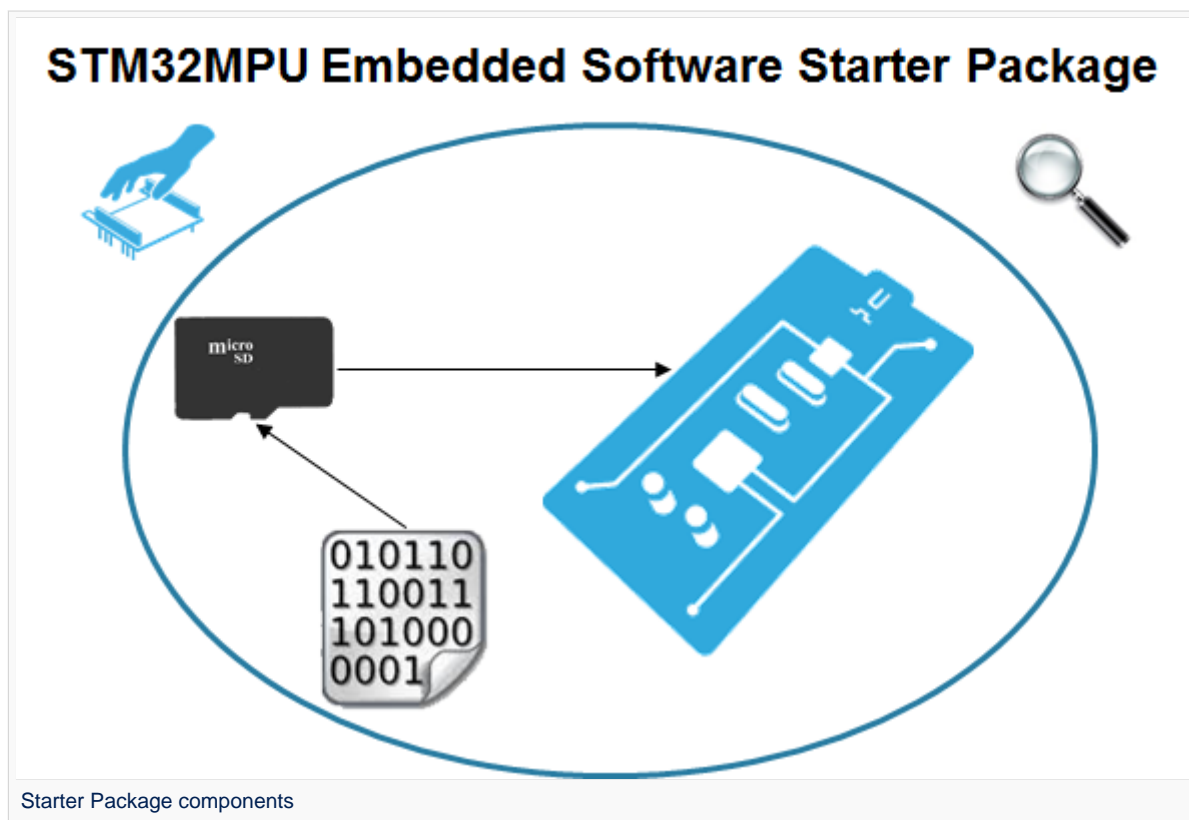 STM32MPU Embedded Software Starter Package
micro
SD
010110
110011
101000
0001
Starter Package components